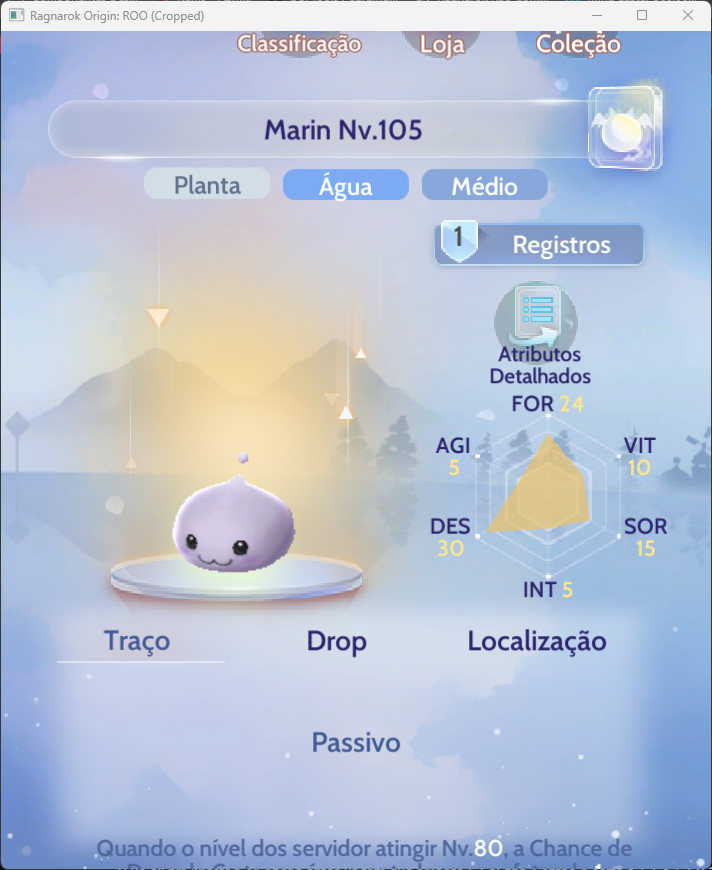 Ragnarok Origin: ROO (Cropped)
Classificação
Loja
Coleção
Marin Nv.105
Planta
Água
Médio
1
Registros
Atributos
Detalhados
FOR 24
AGI
5
VIT
10
DES
30
SOR
15
INT 5
Traço
Drop
Localização
Passivo
Quando o nível dos servidor atingir Nv.80, a Chance de